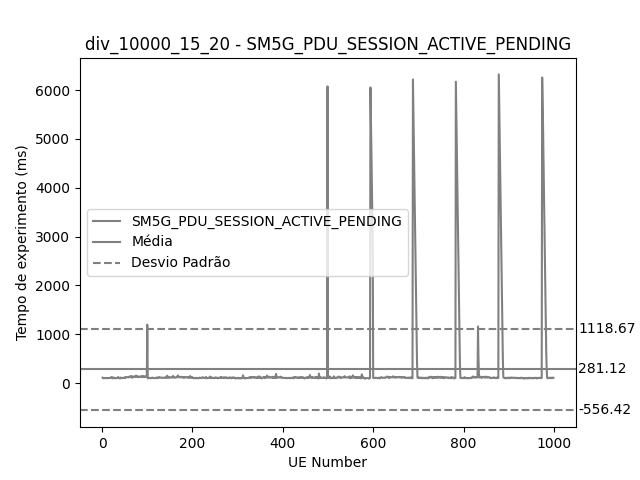 div_10000_15_20 - SM5G_PDU_SESSION_ACTIVE_PENDING
Tempo de experimento (ms)
6000
5000
4000
3000
2000
1000
0
SM5G_PDU_SESSION_ACTIVE_PENDING
Média
Desvio Padrão
1118.67
281.12
-556.42
0 200 400 600 800 1000
UE Number